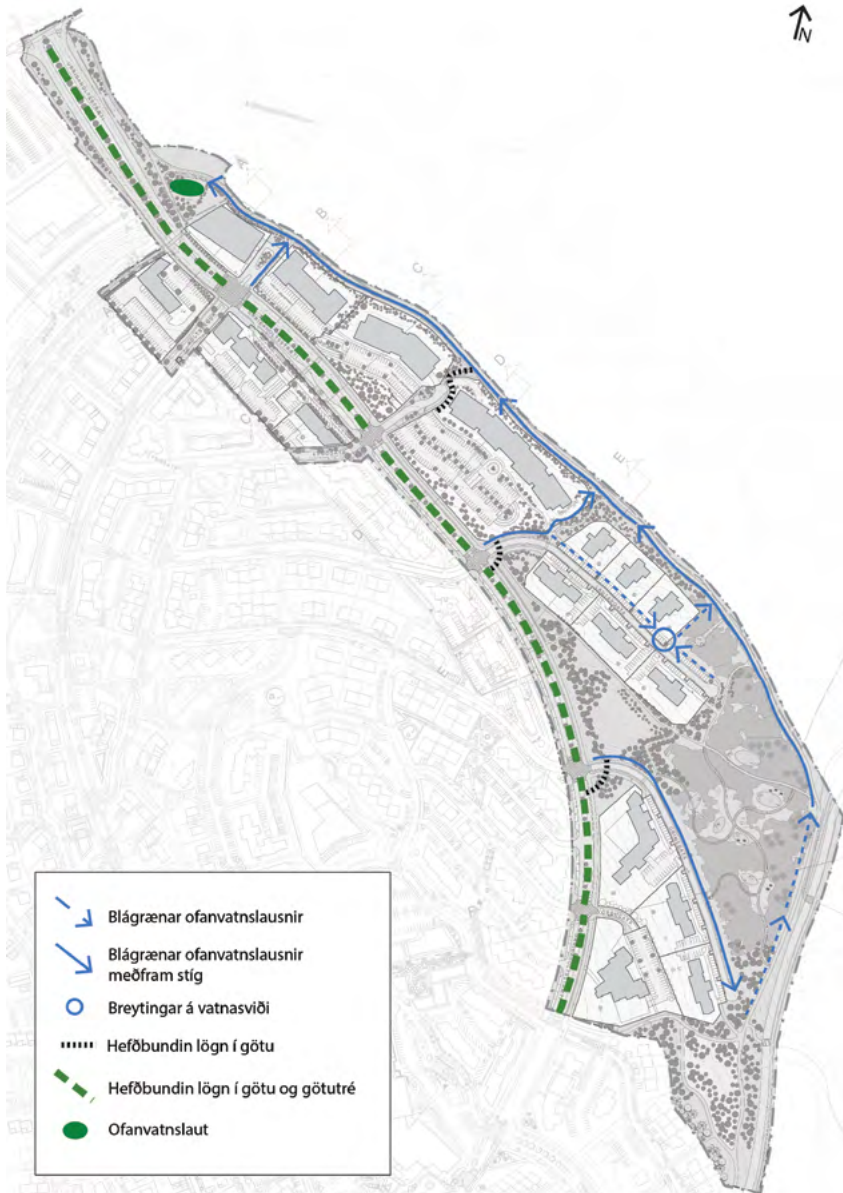 N
A
B
C
D
E
C
D
E
Blágrænar ofanvatnslausnir
Blágrænar ofanvatnslausnir
meðfram stíg
Breytingar á vatnasviði
Hefðbundin lögn í götu
Hefðbundin lögn í götu og götutré
Ofanvatnslaut